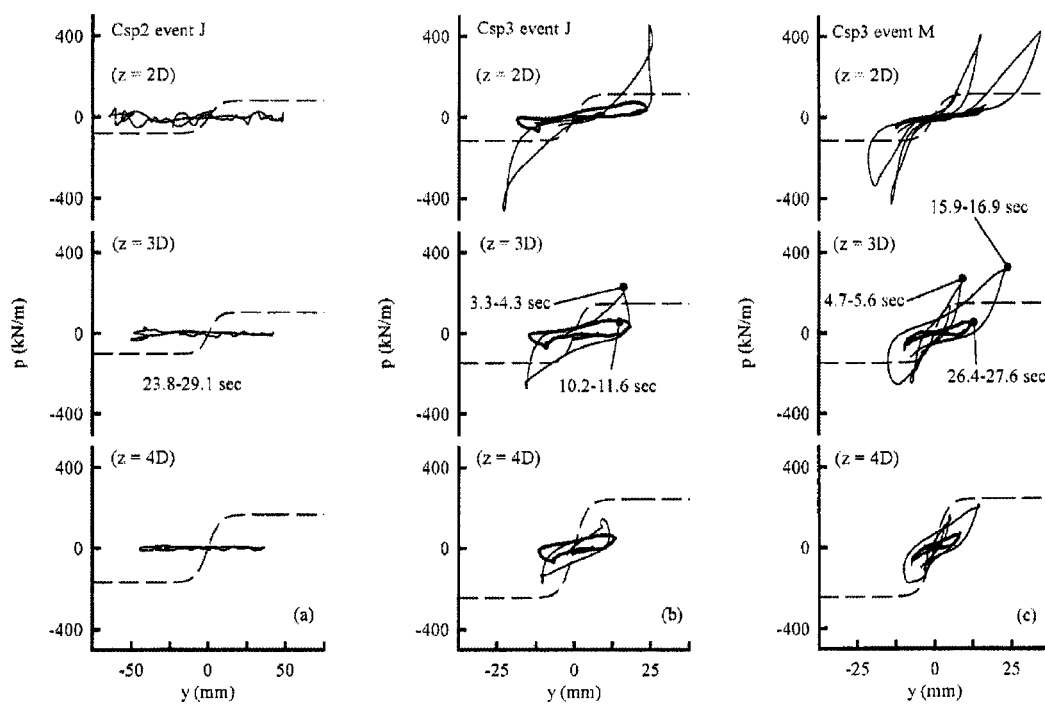 Csp2 event J
(z = 2D)
400
0
-400
Csp3 event J
(z = 2D)
400
0
-400
Csp3 event M
(z = 2D)
400
0
-400
15.9-16.9 sec
p (kN/m)
(z = 3D)
400
0
-400
23.8-29.1 sec
p (kN/m)
(z = 3D)
400
0
-400
3.3-4.3 sec
10.2-11.6 sec
p (kN/m)
(z = 3D)
400
0
-400
4.7-5.6 sec
26.4-27.6 sec
(z = 4D)
400
0
-400
(a)
-50
0
50
y (mm)
(z = 4D)
400
0
-400
(b)
-25
0
25
y (mm)
(z = 4D)
400
0
-400
(c)
-25
0
25
y (mm)